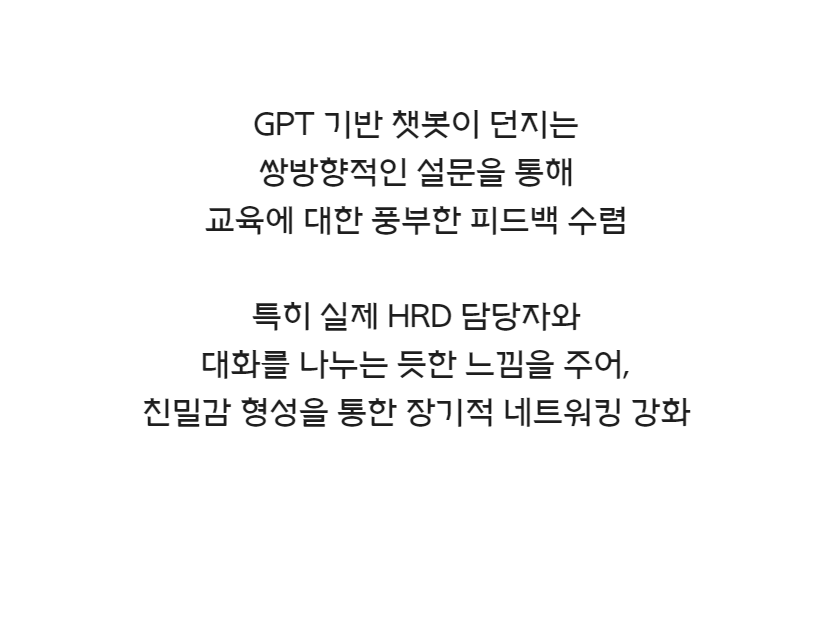 GPT 기반 챗봇이 던지는
쌍방향적인 설문을 통해
교육에 대한 풍부한 피드백 수렴
특히 실제 HRD 담당자와
대화를 나누는 듯한 느낌을 주어,
친밀감 형성을 통한 장기적 네트워킹 강화